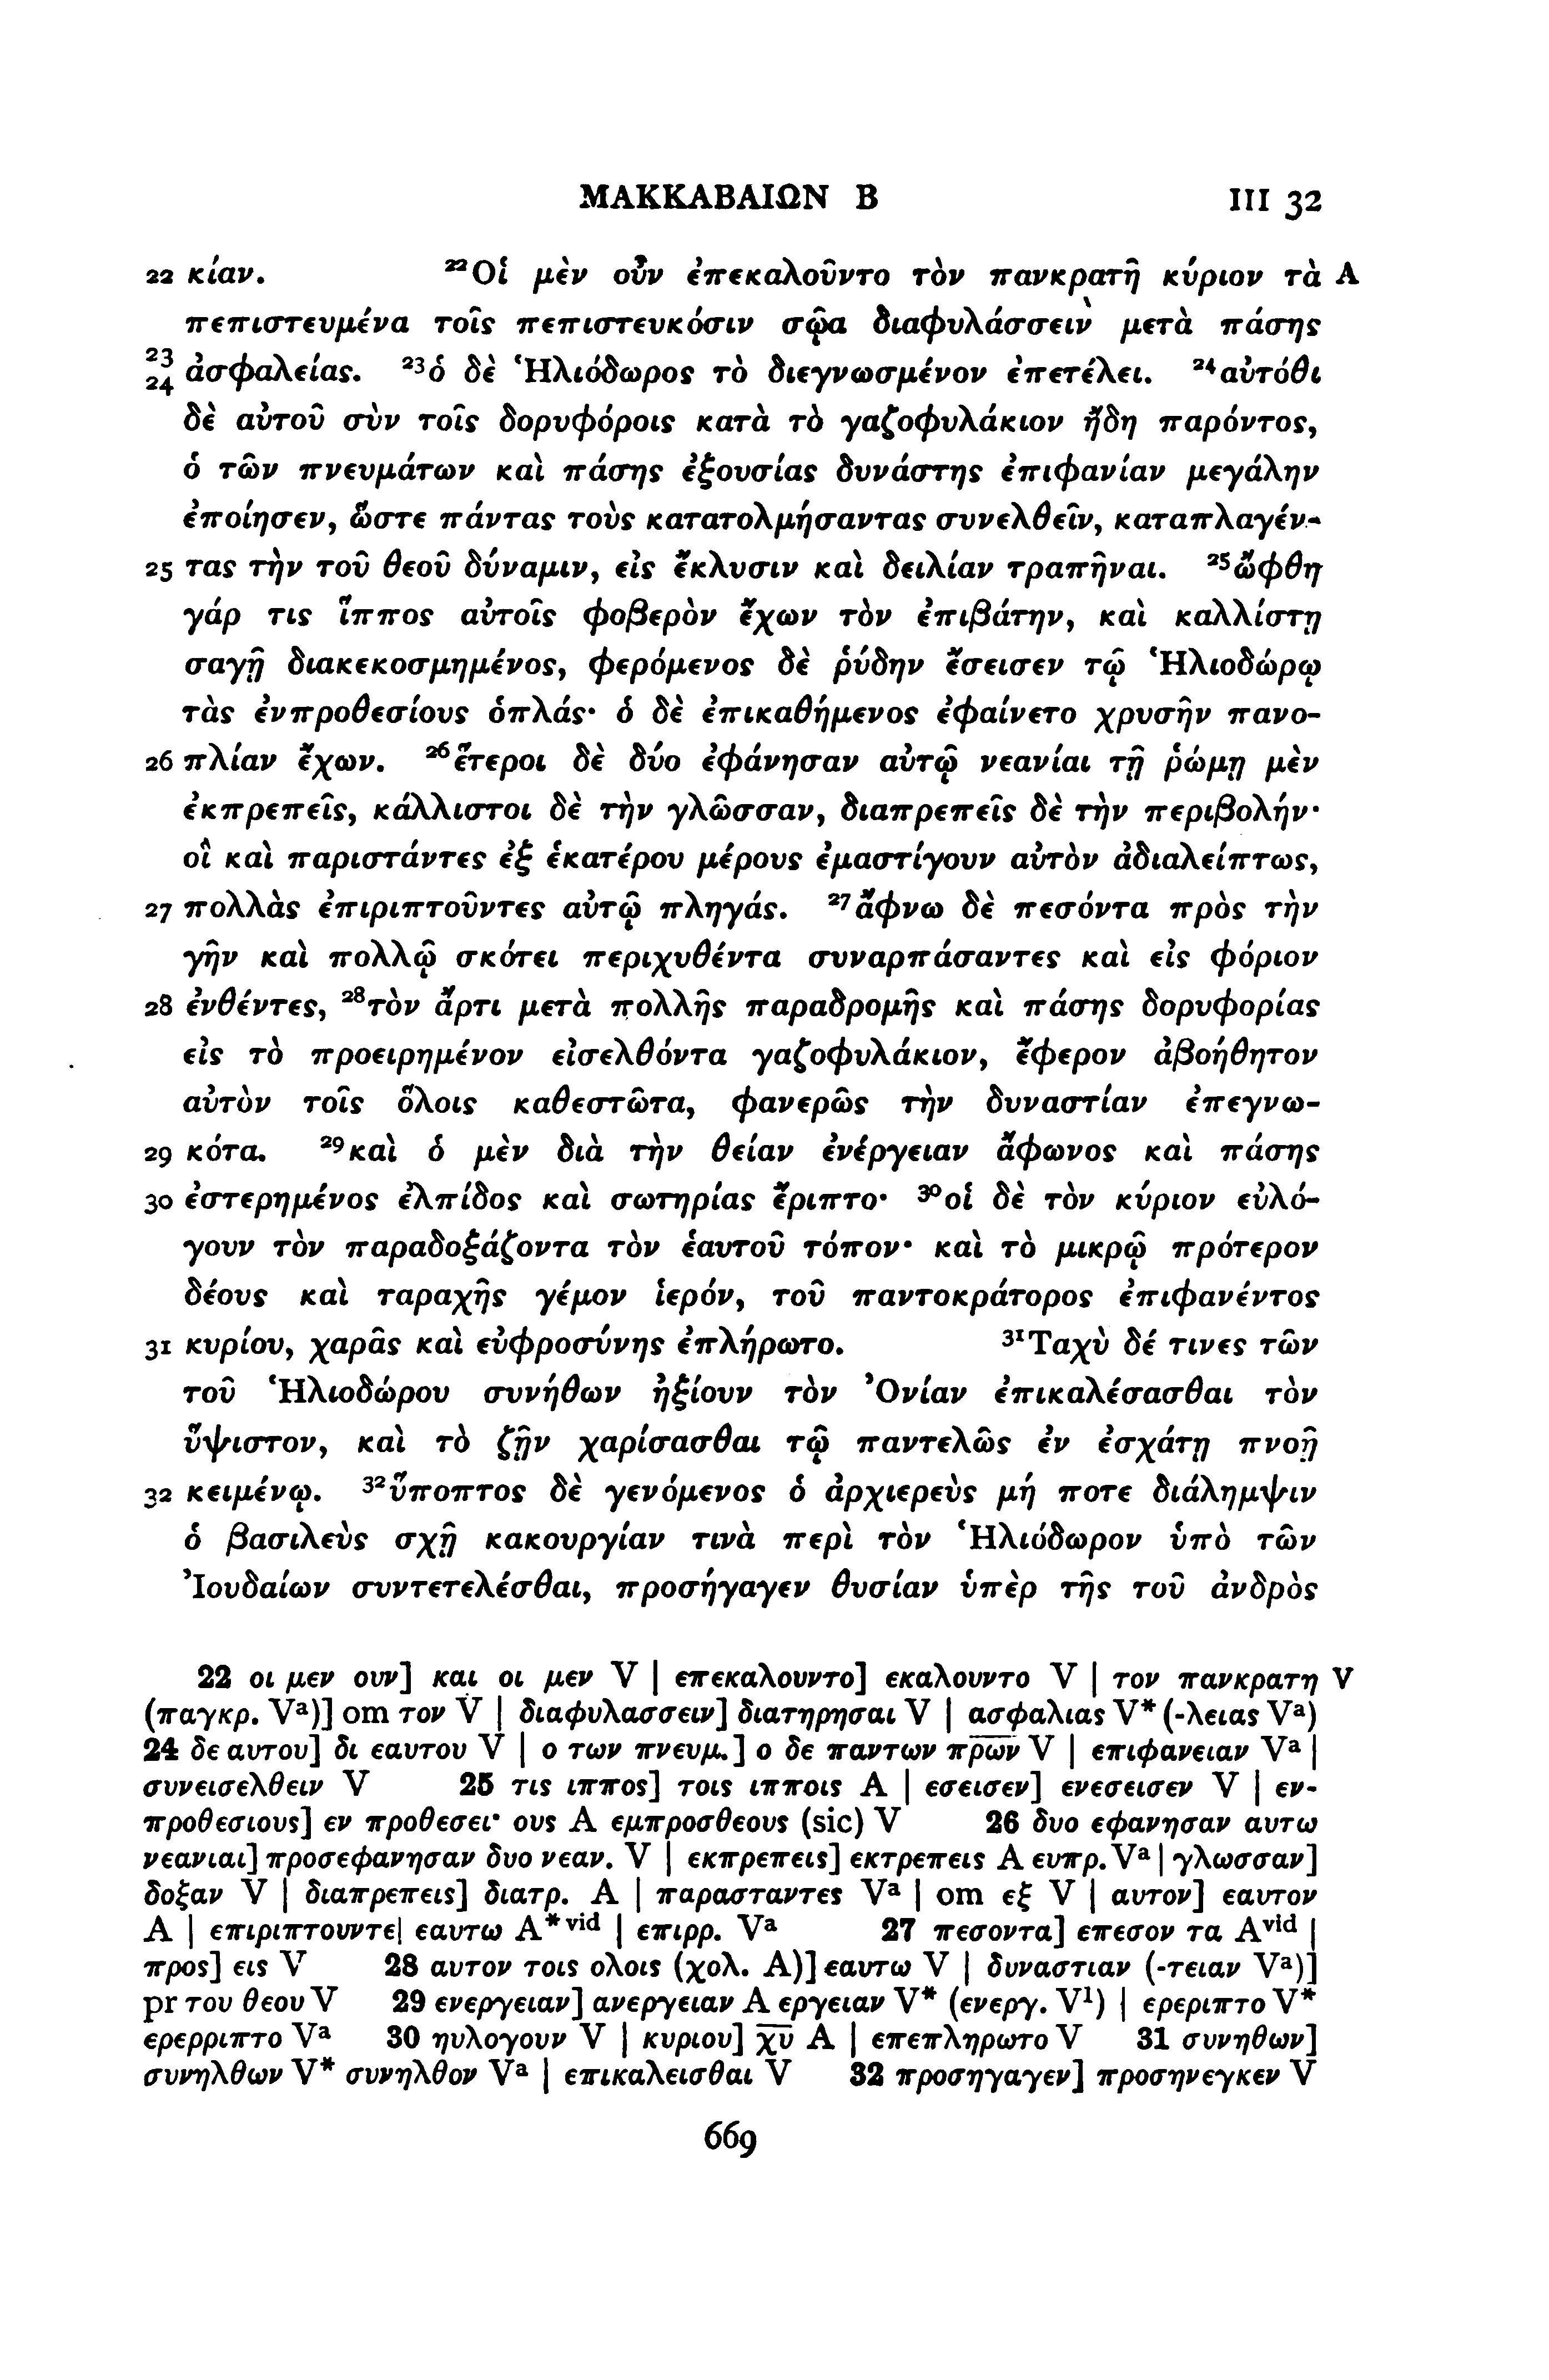 ΜΑΚΚΑΒΑΙΩΝ Β III 32
22 κίαν. ²²Οἱ μὲν οὖν ἐπεκαλοῦντο τὸν πανκρατῆ κύριον τὰ A
πεπιστευμένα τοῖς πεπιστευκόσιν σῷα διαφυλάσσειν μετὰ πάσης
23 24 ἀσφαλείας. ²³ὁ δὲ Ἡλιόδωρος τὸ διεγνωσμένον ἐπετέλει. ²⁴αὐτόθι
δὲ αὐτοῦ σὺν τοῖς δορυφόροις κατὰ τὸ γαζοφυλάκιον ἤδη παρόντος,
ὁ τῶν πνευμάτων καὶ πάσης ἐξουσίας δυνάστης ἐπιφανίαν μεγάλην
ἐποίησεν, ὥστε πάντας τοὺς κατατολμήσαντας συνελθεῖν, καταπλαγέν-
25 τας τὴν τοῦ θεοῦ δύναμιν, εἰς ἔκλυσιν καὶ δειλίαν τραπῆναι. ²⁵ὤφθη
γάρ τις ἵππος αὐτοῖς φοβερὸν ἔχων τὸν ἐπιβάτην, καὶ καλλίστῃ
σαγῇ διακεκοσμημένος, φερόμενος δὲ ῥύδην ἔσεισεν τῷ Ἡλιοδώρῳ
τὰς ἐνπροθεσίους ὁπλάς· ὁ δὲ ἐπικαθήμενος ἐφαίνετο χρυσῆν πανο-
26 πλίαν ἔχων. ²⁶ἕτεροι δὲ δύο ἐφάνησαν αὐτῷ νεανίαι τῇ ῥώμῃ μὲν
ἐκπρεπεῖς, κάλλιστοι δὲ τὴν γλῶσσαν, διαπρεπεῖς δὲ τὴν περιβολήν·
οἳ καὶ παριστάντες ἐξ ἑκατέρου μέρους ἐμαστίγουν αὐτὸν ἀδιαλείπτως,
27 πολλὰς ἐπιριπτοῦντες αὐτῷ πληγάς. ²⁷ἄφνω δὲ πεσόντα πρὸς τὴν
γῆν καὶ πολλῷ σκότει περιχυθέντα συναρπάσαντες καὶ εἰς φόριον
28 ἐνθέντες, ²⁸τὸν ἄρτι μετὰ πολλῆς παραδρομῆς καὶ πάσης δορυφορίας
εἰς τὸ προειρημένον εἰσελθόντα γαζοφυλάκιον, ἔφερον ἀβοήθητον
αὐτὸν τοῖς ὅλοις καθεστῶτα, φανερῶς τὴν δυναστίαν ἐπεγνω-
29 κότα. ²⁹καὶ ὁ μὲν διὰ τὴν θείαν ἐνέργειαν ἄφωνος καὶ πάσης
30 ἐστερημένος ἐλπίδος καὶ σωτηρίας ἔριπτο· ³⁰οἱ δὲ τὸν κύριον εὐλό-
γουν τὸν παραδοξάζοντα τὸν ἑαυτοῦ τόπον· καὶ τὸ μικρῷ πρότερον
δέους καὶ ταραχῆς γέμον ἱερόν, τοῦ παντοκράτορος ἐπιφανέντος
31 κυρίου, χαρᾶς καὶ εὐφροσύνης ἐπλήρωτο. ³¹Ταχὺ δέ τινες τῶν
τοῦ Ἡλιοδώρου συνήθων ἠξίουν τὸν Ὀνίαν ἐπικαλέσασθαι τὸν
ὕψιστον, καὶ τὸ ζῇν χαρίσασθαι τῷ παντελῶς ἐν ἐσχάτῃ πνοῇ
32 κειμένῳ. ³²ὕποπτος δὲ γενόμενος ὁ ἀρχιερεὺς μή ποτε διάλημψιν
ὁ βασιλεὺς σχῇ κακουργίαν τινὰ περὶ τὸν Ἡλιόδωρον ὑπὸ τῶν
Ἰουδαίων συντετελέσθαι, προσήγαγεν θυσίαν ὑπὲρ τῆς τοῦ ἀνδρὸς
22 οι μεν ουν] και οι μεν V | επεκαλουντο] εκαλουντο V | τον πανκρατη V
(παγκρ. Vᵃ)] om τον V | διαφυλασσειν] διατηρησαι V | ασφαλιας V* (-λειας Vᵃ)
24 δε αυτου] δι εαυτου V | ο των πνευμ.] ο δε παντων π̅ρ̅ω̅ν̅ V | επιφανειαν Vᵃ |
συνεισελθειν V 25 τις ιππος] τοις ιπποις A | εσεισεν] ενεσεισεν V | εν-
προθεσιους] εν προθεσει· ους A εμπροσθεους (sic) V 26 δυο εφανησαν αυτω
νεανιαι] προσεφανησαν δυο νεαν. V | εκπρεπεις] εκτρεπεις A ευπρ. Vᵃ | γλωσσαν]
δοξαν V | διαπρεπεις] διατρ. A | παρασταντες Vᵃ | om εξ V | αυτον] εαυτον
A | επιριπτουντε| εαυτω A*ᵛⁱᵈ | επιρρ. Vᵃ 27 πεσοντα] επεσον τα Aᵛⁱᵈ |
προς] εις V 28 αυτον τοις ολοις (χολ. A)] εαυτω V | δυναστιαν (-τειαν Vᵃ)]
pr του θεου V 29 ενεργειαν] ανεργειαν A εργειαν V* (ενεργ. V¹) | ερεριπτο V*
ερερριπτο Vᵃ 30 ηυλογουν V | κυριου] χ̅υ̅ A | επεπληρωτο V 31 συνηθων]
συνηλθων V* συνηλθον Vᵃ | επικαλεισθαι V 32 προσηγαγεν] προσηνεγκεν V
669